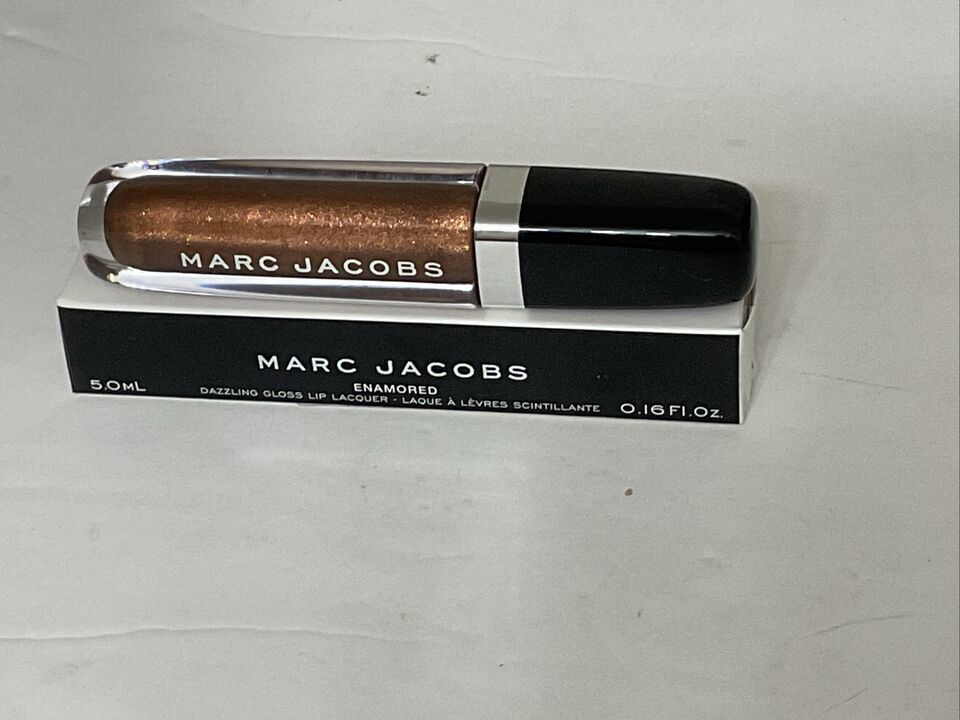 MARC JACOBS
MARC JACOBS
ENAMORED
5.0ML
DAZZLING GLOSS LIP LACQUER - LAQUE À LÈVRES SCINTILLANTE
0.16 Fl.Oz.